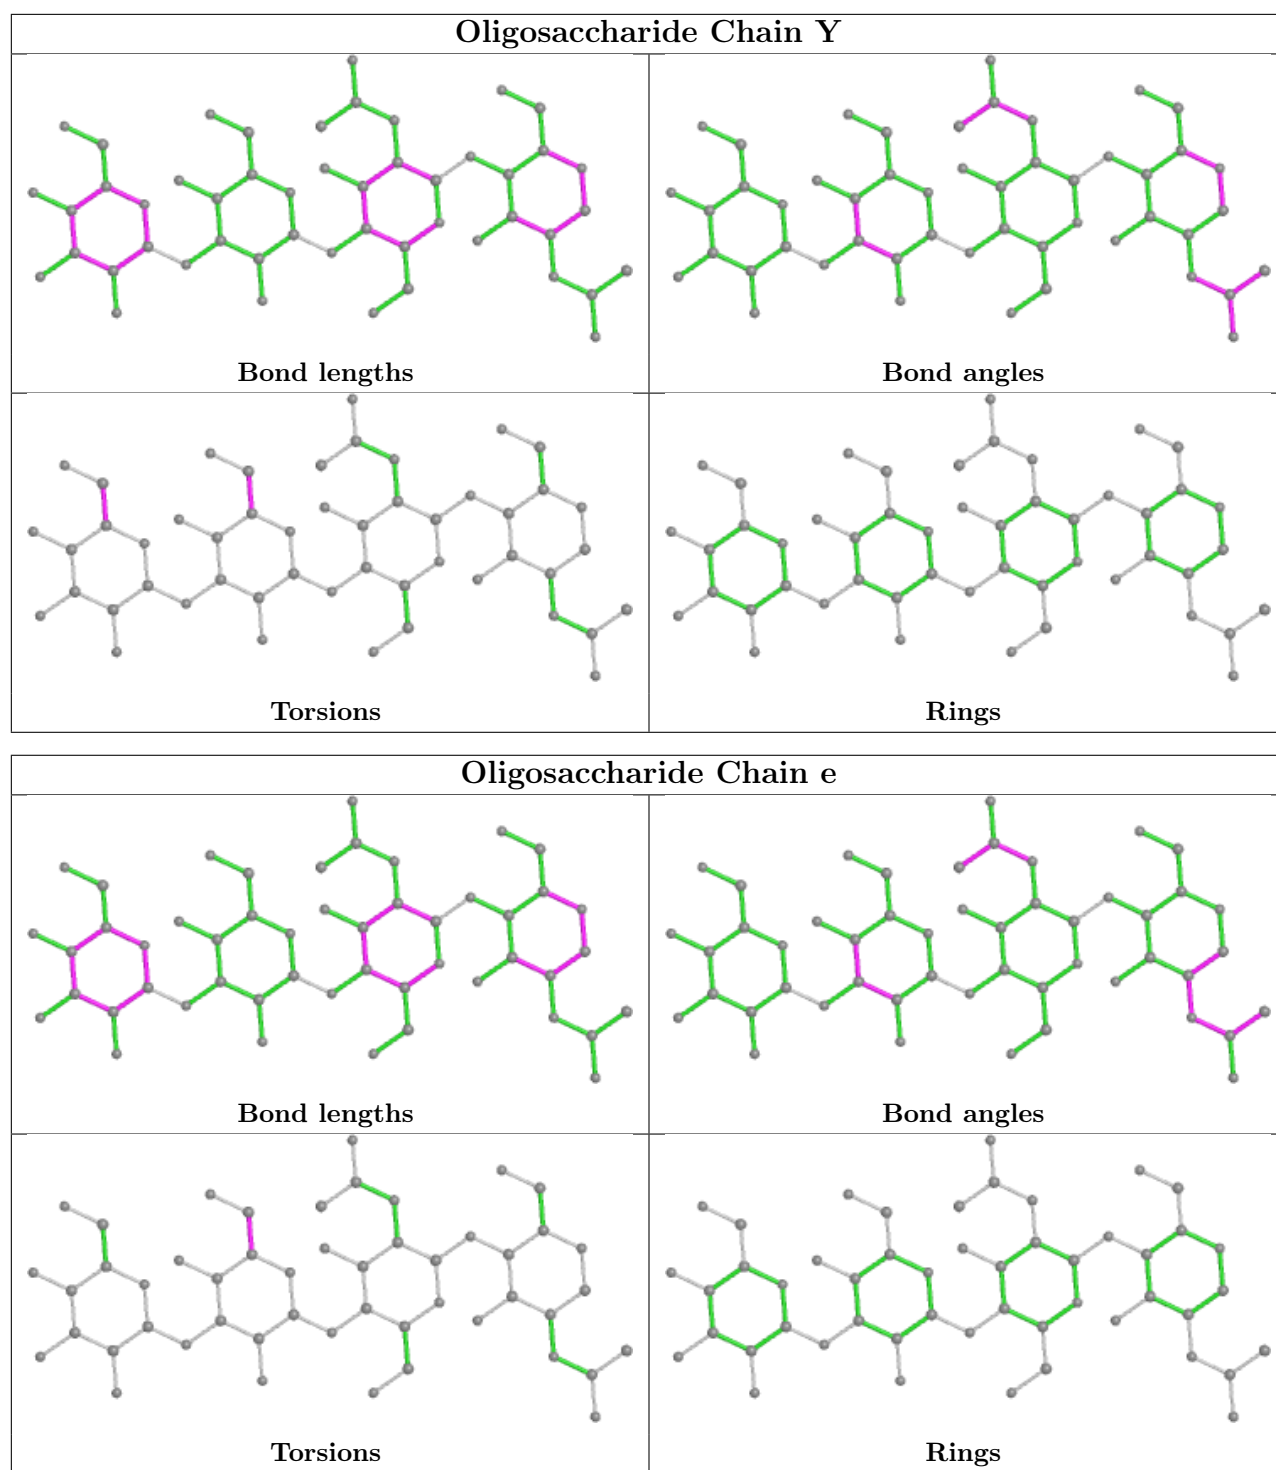 Oligosaccharide Chain Y
Bond lengths
Bond angles
Torsions
Rings
Oligosaccharide Chain e
Bond lengths
Bond angles
Torsions
Rings